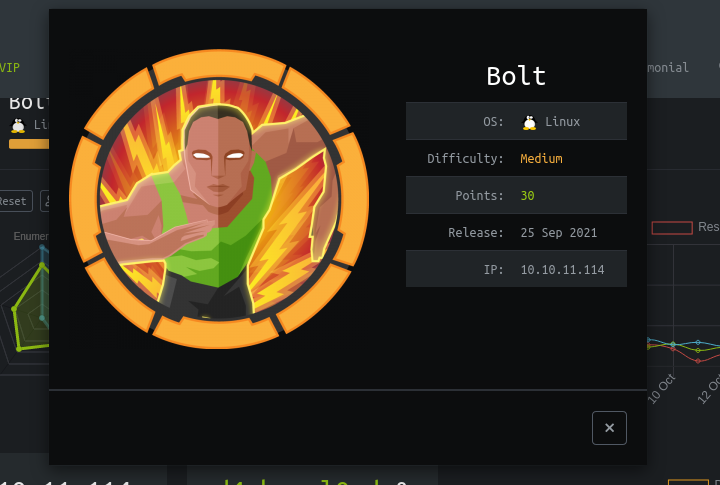 VIP
monial
Bolt
Bolt
OS: Linux
Difficulty: Medium
Points: 30
Release: 25 Sep 2021
IP: 10.10.11.114
Reset
Enumer
Res
10 Oct
12 Oc
×